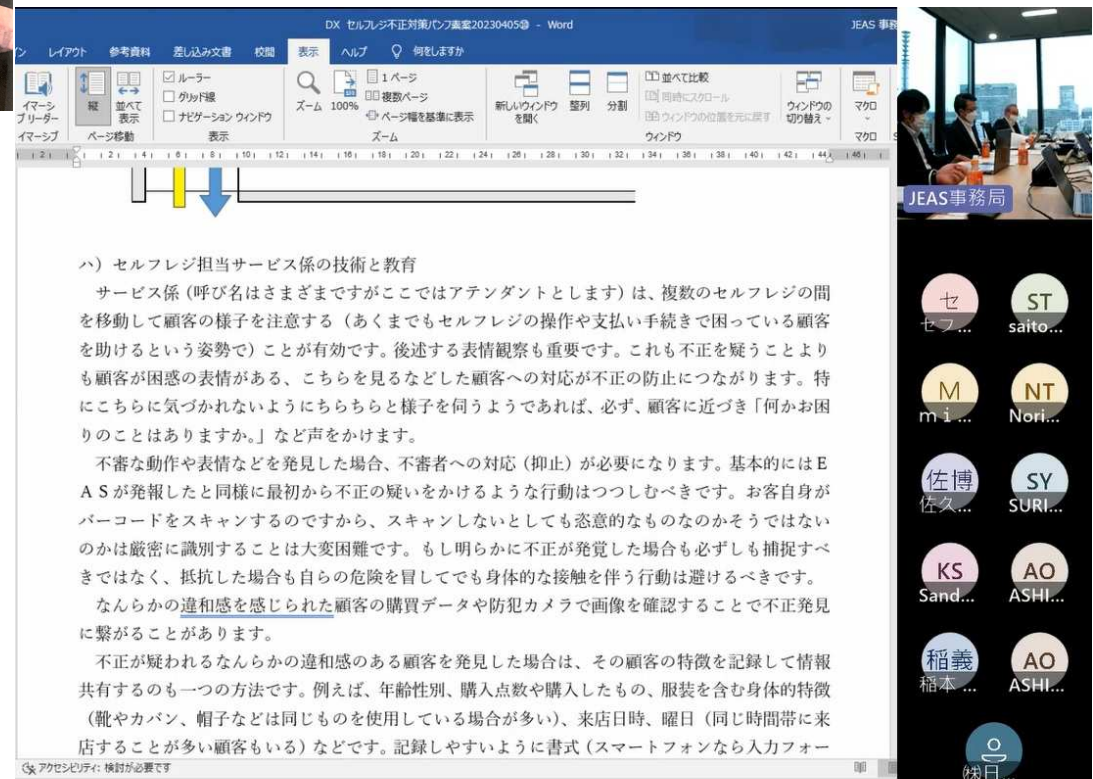 DX セルフレジ不正対策パンフ素案20230405⑲ - Word
JEAS 事務
レイアウト 参考資料 差し込み文書 校閲 表示 ヘルプ 何をしますか
イマーシブ リーダー
縦
並べて表示
ルーラー
グリッド線
ナビゲーション ウィンドウ
ズーム
100%
1 ページ
複数ページ
ページ幅を基準に表示
新しいウィンドウを開く
整列
分割
並べて比較
同時にスクロール
ウィンドウの位置を元に戻す
ウィンドウの切り替え
マクロ
イマーシブ
ページ移動
表示
ズーム
ウィンドウ
マクロ
ハ）セルフレジ担当サービス係の技術と教育
サービス係（呼び名はさまざまですがここではアテンダントとします）は、複数のセルフレジの間
を移動して顧客の様子を注意する（あくまでもセルフレジの操作や支払い手続きで困っている顧客
を助けるという姿勢で）ことが有効です。後述する表情観察も重要です。これも不正を疑うことより
も顧客が困惑の表情がある、こちらを見るなどした顧客への対応が不正の防止につながります。特
にこちらに気づかれないようにちらちらと様子を伺うようであれば、必ず、顧客に近づき「何かお困
りのことはありますか。」など声をかけます。
不審な動作や表情などを発見した場合、不審者への対応（抑止）が必要になります。基本的にはＥ
ＡＳが発報したと同様に最初から不正の疑いをかけるような行動はつつしむべきです。お客自身が
バーコードをスキャンするのですから、スキャンしないとしても恣意的なものなのかそうではない
のかは厳密に識別することは大変困難です。もし明らかに不正が発覚した場合も必ずしも捕捉すべ
きではなく、抵抗した場合も自らの危険を冒してでも身体的な接触を伴う行動は避けるべきです。
なんらかの違和感を感じられた顧客の購買データや防犯カメラで画像を確認することで不正発見
に繋がることがあります。
不正が疑われるなんらかの違和感のある顧客を発見した場合は、その顧客の特徴を記録して情報
共有するのも一つの方法です。例えば、年齢性別、購入点数や購入したもの、服装を含む身体的特徴
（靴やカバン、帽子などは同じものを使用している場合が多い）、来店日時、曜日（同じ時間帯に来
店することが多い顧客もいる）などです。記録しやすいように書式（スマートフォンなら入力フォー
アクセシビリティ: 検討が必要です
JEAS事務局
セ
セフ...
ST
saito...
M
ｍｉ...
NT
Nori...
佐博
佐久...
SY
SURI...
KS
Sand...
AO
ASHI...
稲義
稲本 ...
AO
ASHI...
㈱日...